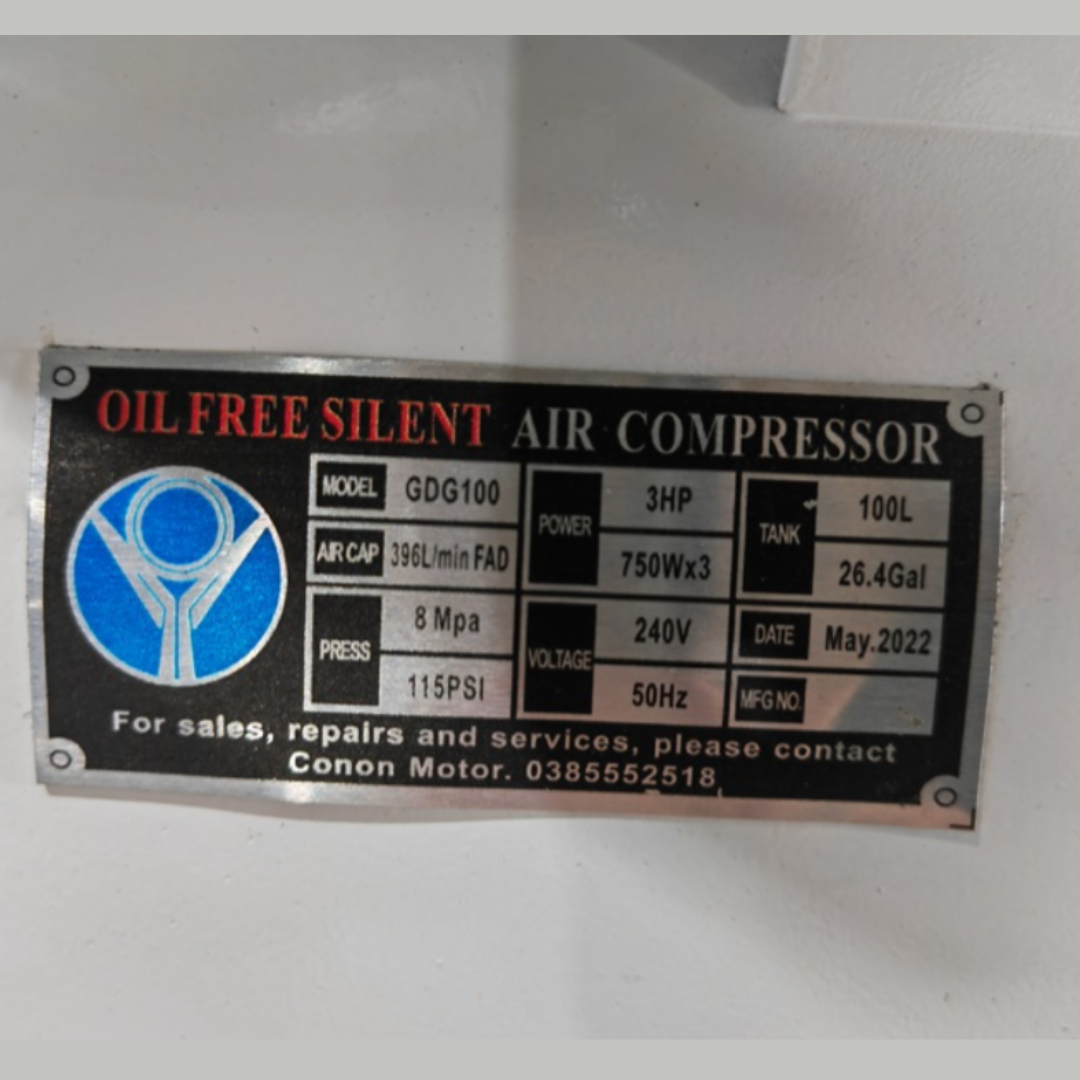 OIL FREE SILENT AIR COMPRESSOR
MODEL GDG100
AIR CAP 396L/min FAD
PRESS 8 Mpa
115PSI
POWER 3HP
750Wx3
VOLTAGE 240V
50Hz
TANK 100L
26.4Gal
DATE May.2022
MFG NO.
For sales, repairs and services, please contact
Conon Motor. 0385552518